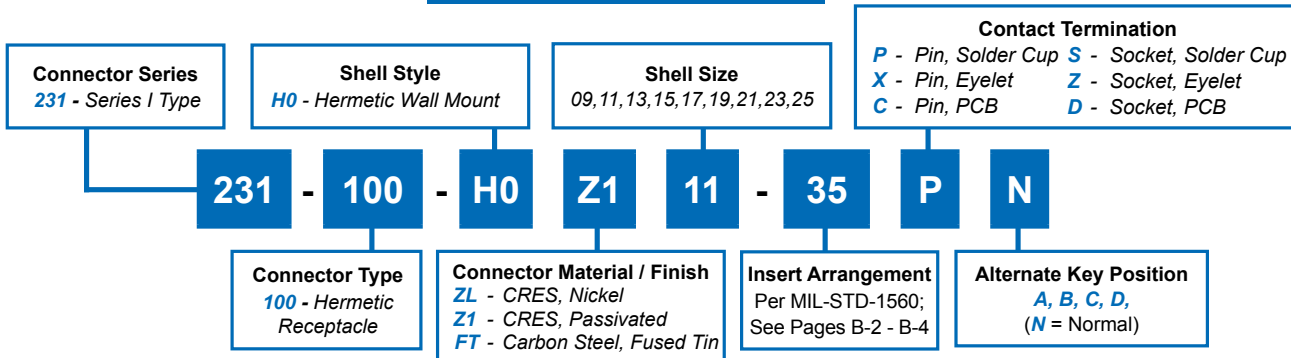 Connector Series
231 - Series I Type
Shell Style
H0 - Hermetic Wall Mount
Shell Size
09,11,13,15,17,19,21,23,25
Contact Termination
P - Pin, Solder Cup S - Socket, Solder Cup
X - Pin, Eyelet Z - Socket, Eyelet
C - Pin, PCB D - Socket, PCB
231 - 100 - H0 Z1 11 - 35 P N
Connector Type
100 - Hermetic
Receptacle
Connector Material / Finish
ZL - CRES, Nickel
Z1 - CRES, Passivated
FT - Carbon Steel, Fused Tin
Insert Arrangement
Per MIL-STD-1560;
See Pages B-2 - B-4
Alternate Key Position
A, B, C, D,
(N = Normal)